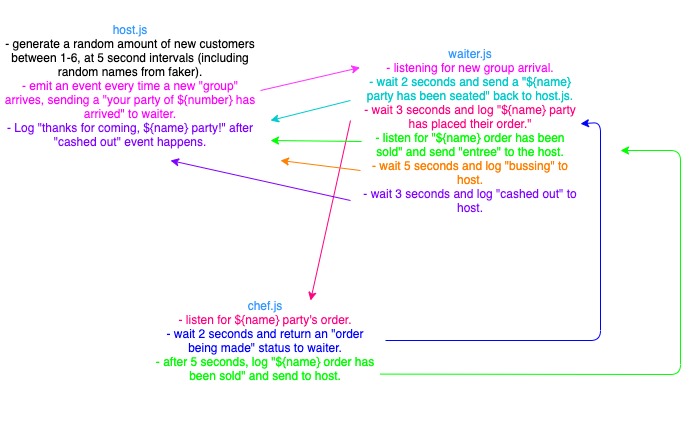 host.js
- generate a random amount of new customers
between 1-6, at 5 second intervals (including
random names from faker).
- emit an event every time a new "group"
arrives, sending a "your party of ${number} has
arrived" to waiter.
- Log "thanks for coming, ${name} party!" after
"cashed out" event happens.
waiter.js
- listening for new group arrival.
- wait 2 seconds and send a "${name}
party has been seated" back to host.js.
- wait 3 seconds and log "${name} party
has placed their order."
- listen for "${name} order has been
sold" and send "entree" to the host.
- wait 5 seconds and log "bussing" to
host.
- wait 3 seconds and log "cashed out" to
host.
chef.js
- listen for ${name} party's order.
- wait 2 seconds and return an "order
being made" status to waiter.
- after 5 seconds, log "${name} order has
been sold" and send to host.